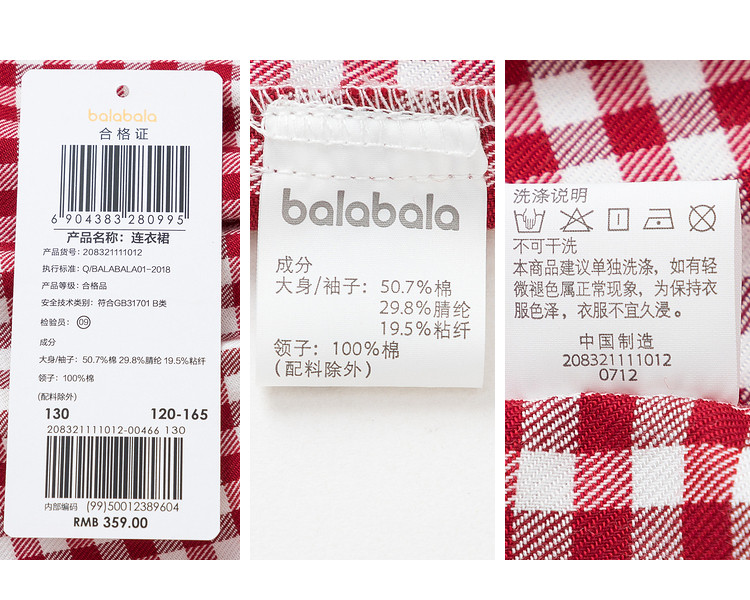 balabala
合格证
6 904383 280995
产品名称：连衣裙
产品货号：208321111012
执行标准：Q/BALABALA01-2018
产品等级：合格品
安全技术类别：符合GB31701 B类
检验员：09
成分
大身/袖子：50.7%棉 29.8%腈纶 19.5%粘纤
领子：100%棉
(配料除外)
130 120-165
208321111012-00466 130
内部编码 (99)50012389604
RMB 359.00
balabala
成分
大身/袖子：50.7%棉
29.8%腈纶
19.5%粘纤
领子：100%棉
(配料除外)
洗涤说明
不可干洗
本商品建议单独洗涤，如有轻
微褪色属正常现象，为保持衣
服色泽，衣服不宜久浸。
中国制造
208321111012
0712